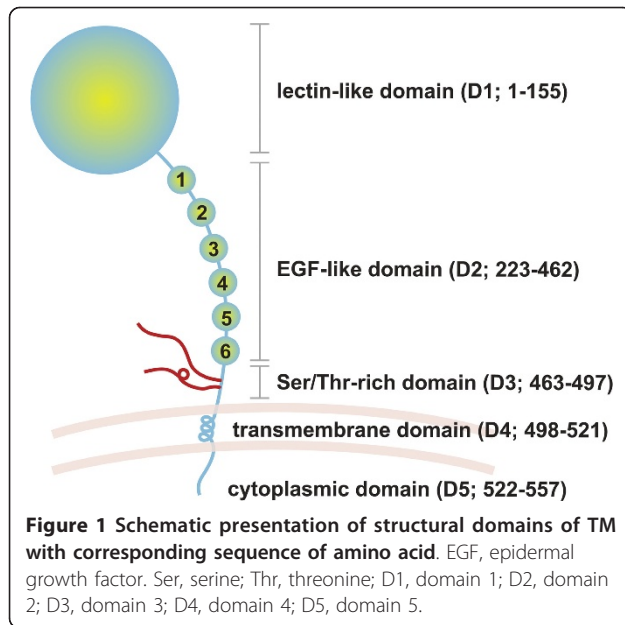 lectin-like domain (D1; 1-155)
1
2
3
4
5
6
EGF-like domain (D2; 223-462)
Ser/Thr-rich domain (D3; 463-497)
transmembrane domain (D4; 498-521)
cytoplasmic domain (D5; 522-557)
Figure 1 Schematic presentation of structural domains of TM
with corresponding sequence of amino acid. EGF, epidermal
growth factor. Ser, serine; Thr, threonine; D1, domain 1; D2, domain
2; D3, domain 3; D4, domain 4; D5, domain 5.